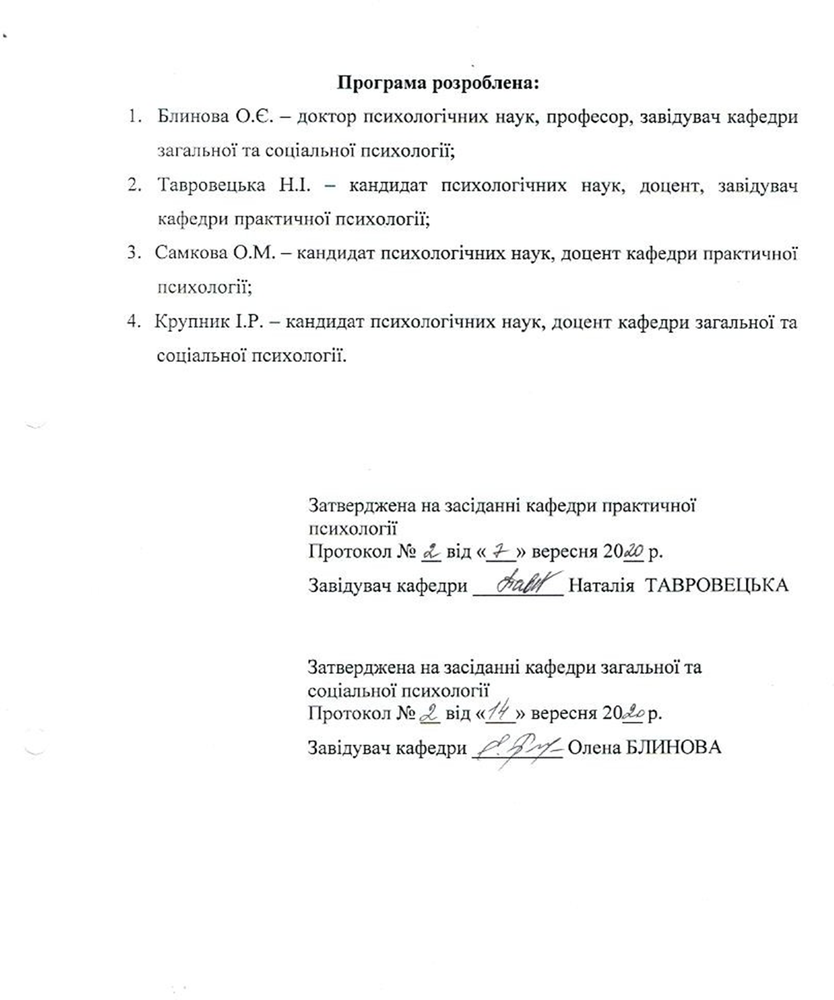 Програма розроблена:
1. Блинова О.Є. – доктор психологічних наук, професор, завідувач кафедри
загальної та соціальної психології;
2. Тавровецька Н.І. – кандидат психологічних наук, доцент, завідувач
кафедри практичної психології;
3. Самкова О.М. – кандидат психологічних наук, доцент кафедри практичної
психології;
4. Крупник І.Р. – кандидат психологічних наук, доцент кафедри загальної та
соціальної психології.
Затверджена на засіданні кафедри практичної
психології
Протокол № 2 від «7» вересня 2020 р.
Завідувач кафедри Наталія ТАВРОВЕЦЬКА
Затверджена на засіданні кафедри загальної та
соціальної психології
Протокол № 2 від «14» вересня 2020 р.
Завідувач кафедри Олена БЛИНОВА